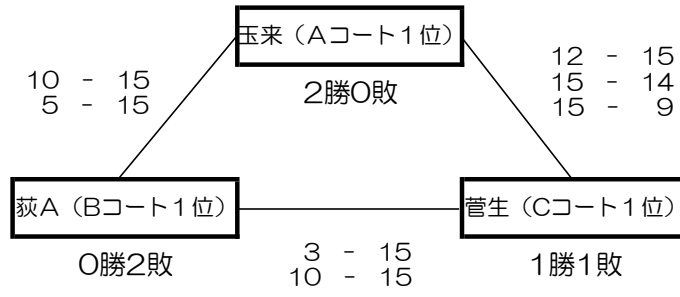 玉来（Aコート１位）
2勝0敗
10 - 15
5 - 15
12 - 15
15 - 14
15 - 9
荻A（Bコート１位）
0勝2敗
菅生（Cコート１位）
1勝1敗
3 - 15
10 - 15